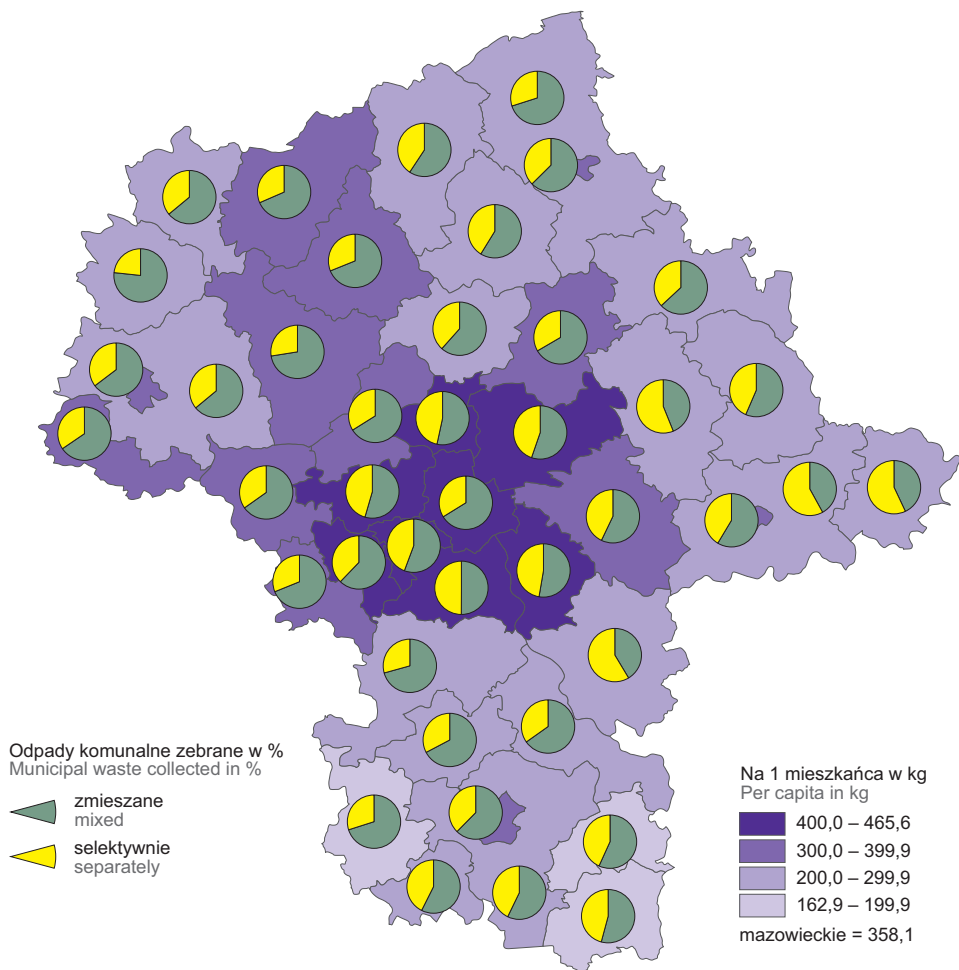 Odpady komunalne zebrane w %
Municipal waste collected in %
zmieszane
mixed
selektywnie
separately
Na 1 mieszkańca w kg
Per capita in kg
400,0 – 465,6
300,0 – 399,9
200,0 – 299,9
162,9 – 199,9
mazowieckie = 358,1